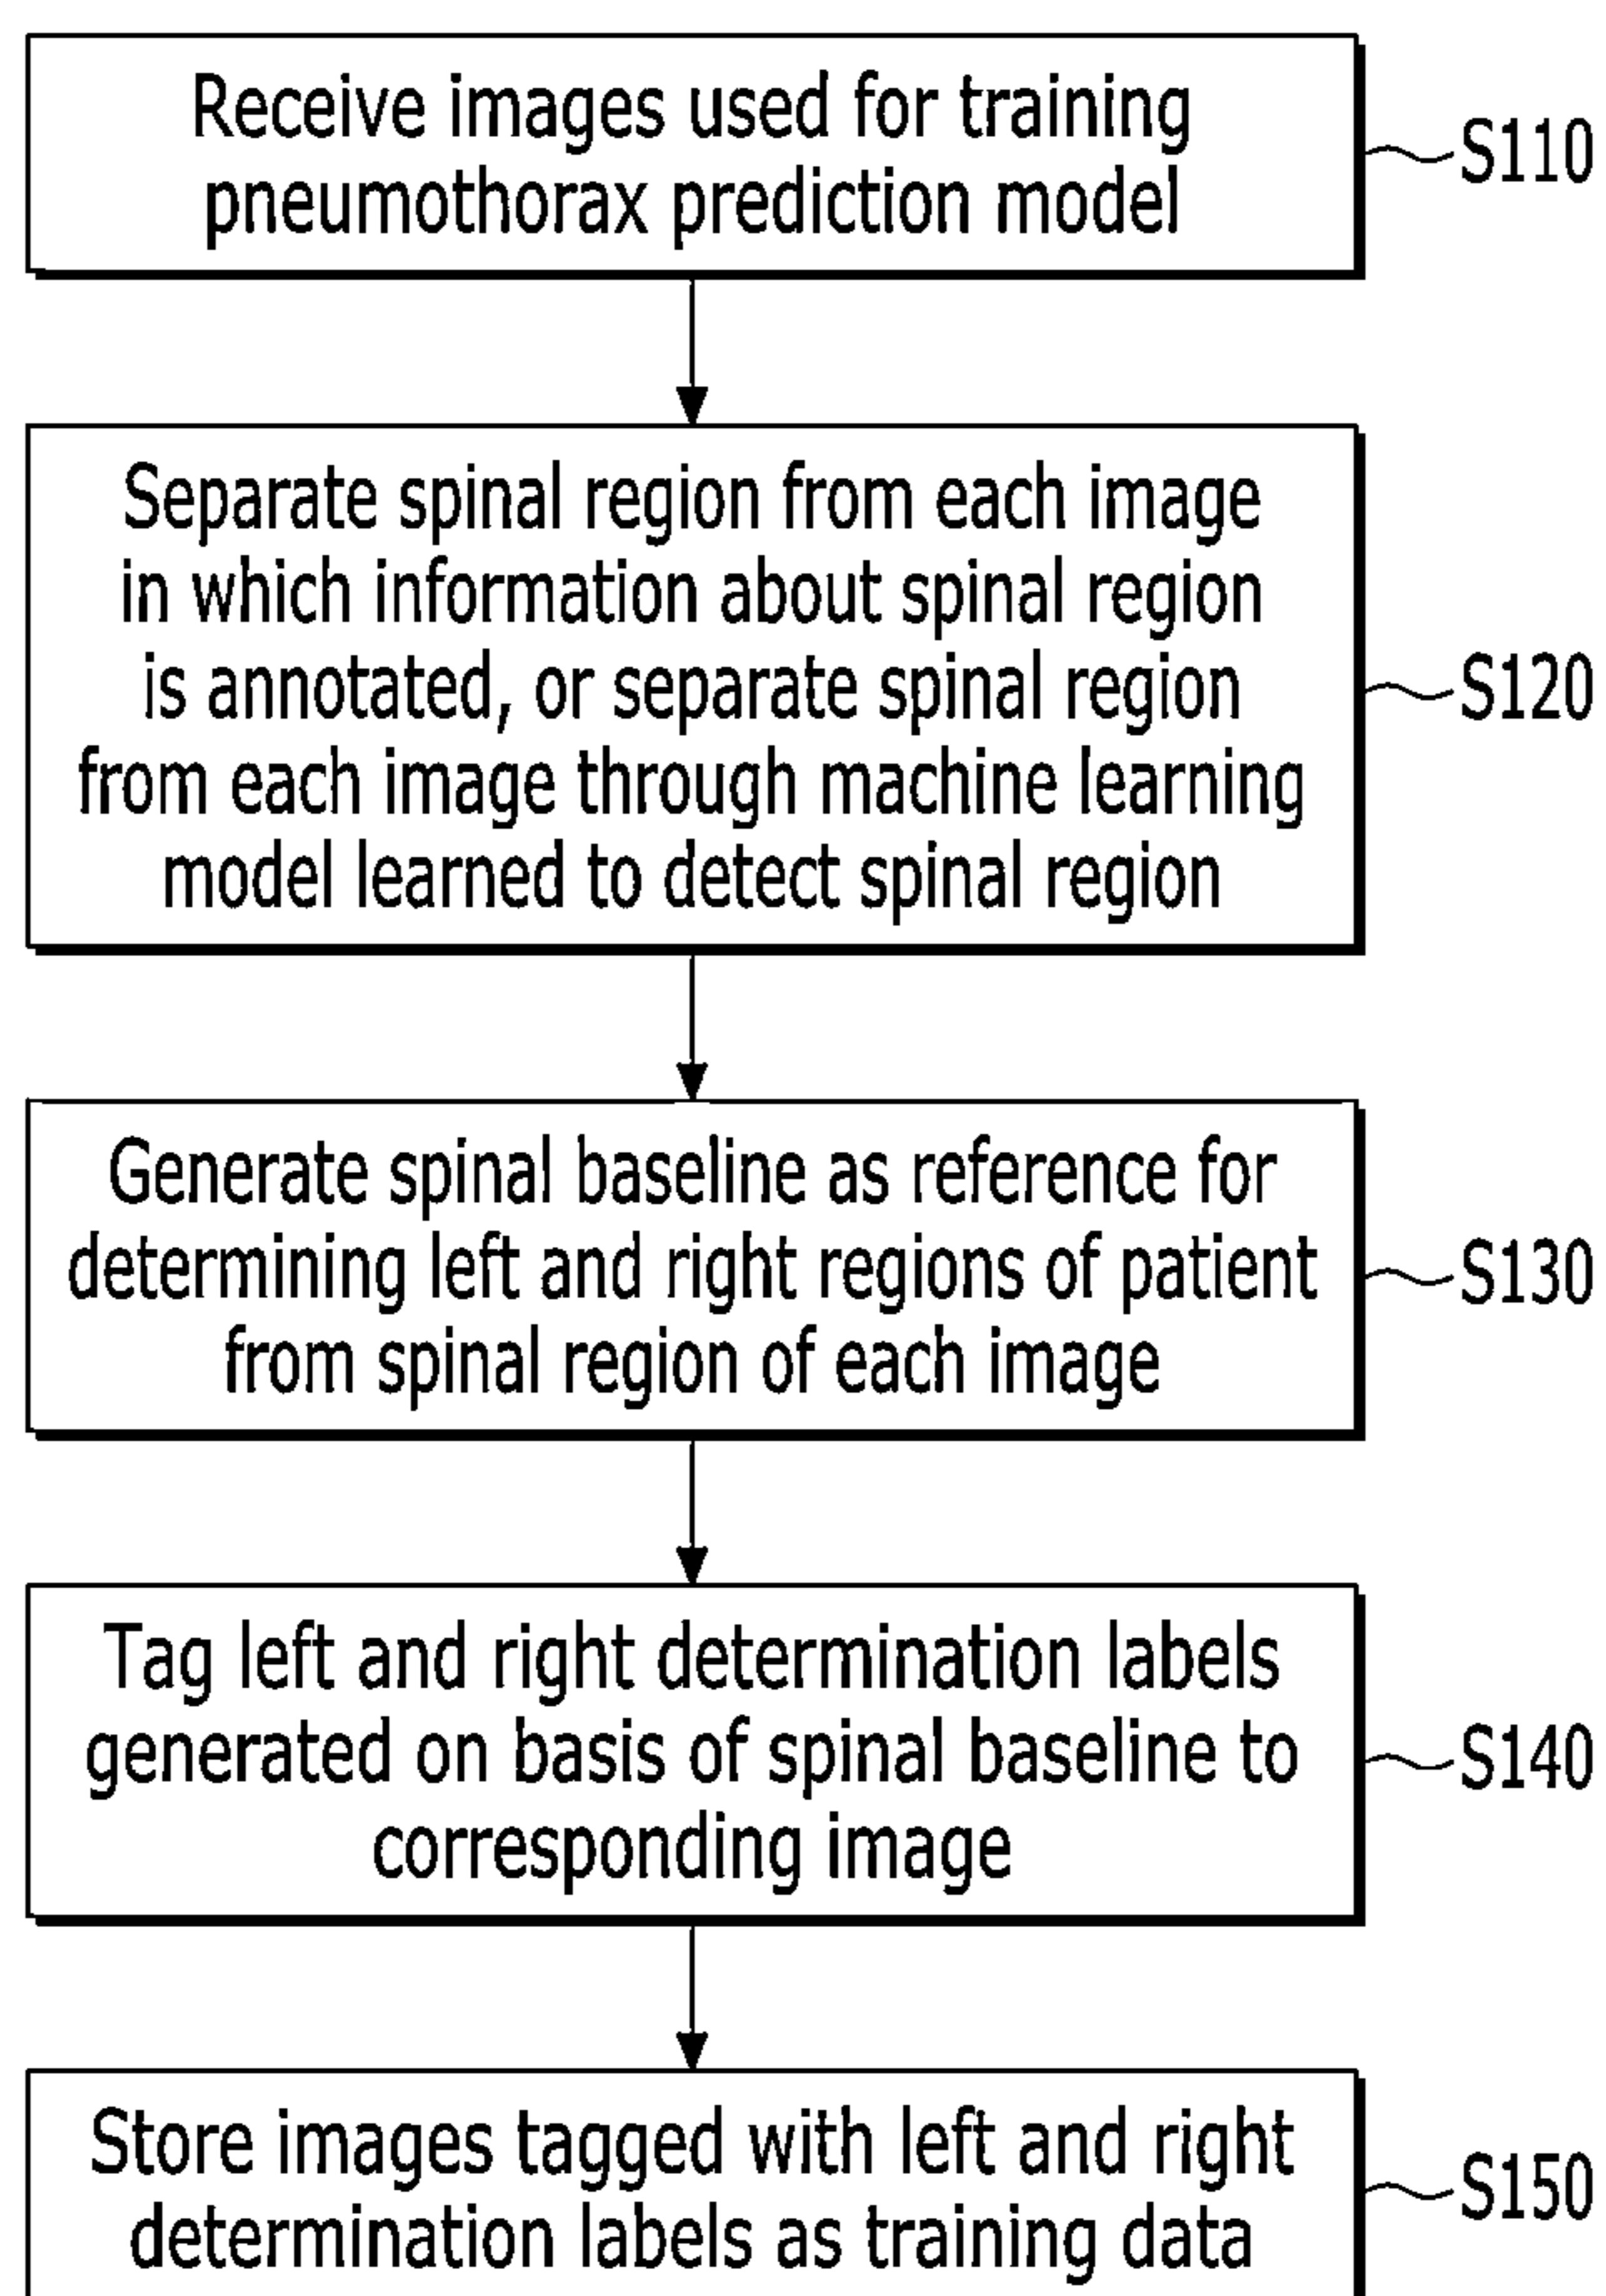 Receive images used for training
pneumothorax prediction model
S110
Separate spinal region from each image
in which information about spinal region
is annotated, or separate spinal region
from each image through machine learning
model learned to detect spinal region
S120
Generate spinal baseline as reference for
determining left and right regions of patient
from spinal region of each image
S130
Tag left and right determination labels
generated on basis of spinal baseline to
corresponding image
S140
Store images tagged with left and right
determination labels as training data
S150